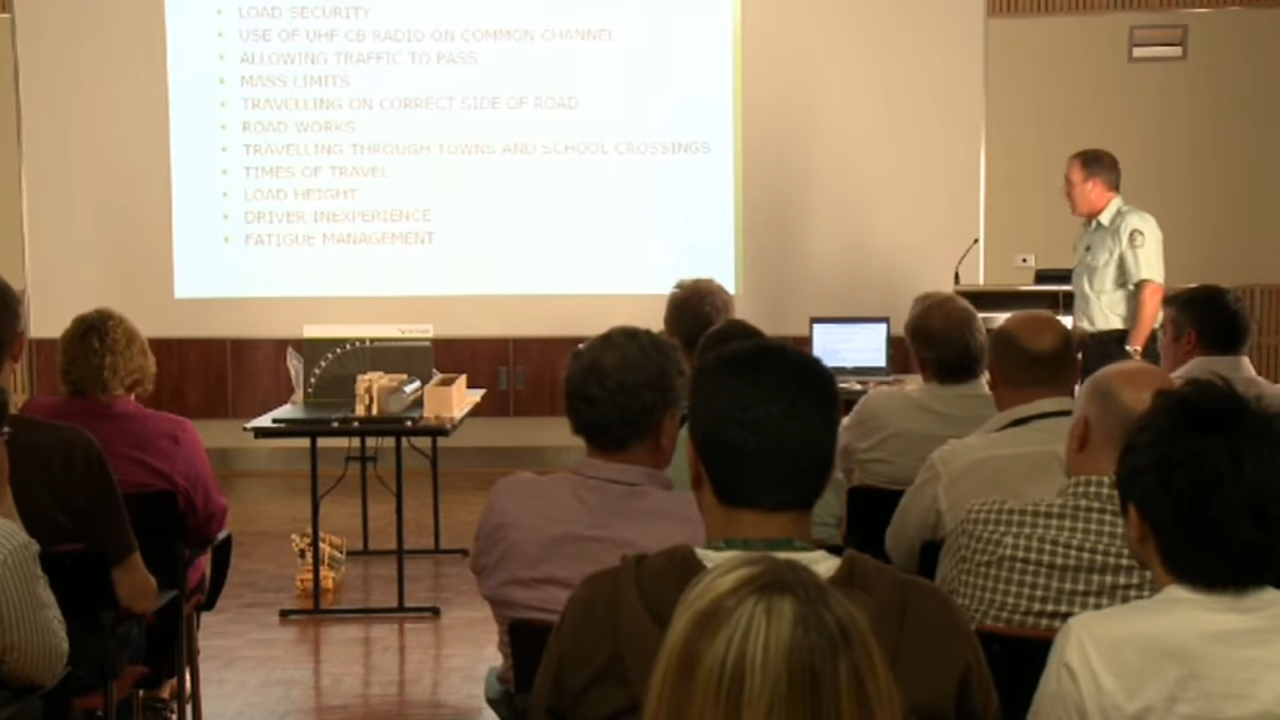 LOAD SECURITY
USE OF UHF CB RADIO ON COMMON CHANNEL
ALLOWING TRAFFIC TO PASS
MASS LIMITS
TRAVELLING ON CORRECT SIDE OF ROAD
ROAD WORKS
TRAVELLING THROUGH TOWNS AND SCHOOL CROSSINGS
TIMES OF TRAVEL
LOAD HEIGHT
DRIVER INEXPERIENCE
FATIGUE MANAGEMENT